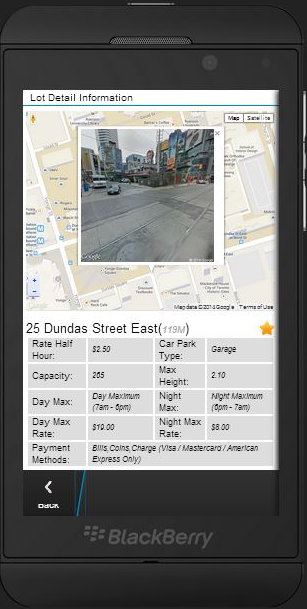 Lot Detail Information
Map Satellite
Google
Map data ©2014 Google Terms of Use
25 Dundas Street East(119M)
Rate Half Hour: $2.50 Car Park Type: Garage
Capacity: 265 Max Height: 2.10
Day Max: Day Maximum (7am - 6pm) Night Max: Night Maximum (6pm - 7am)
Day Max Rate: $19.00 Night Max Rate: $8.00
Payment Methods: Bills,Coins,Charge (Visa / Mastercard / American Express Only)
Back
BlackBerry